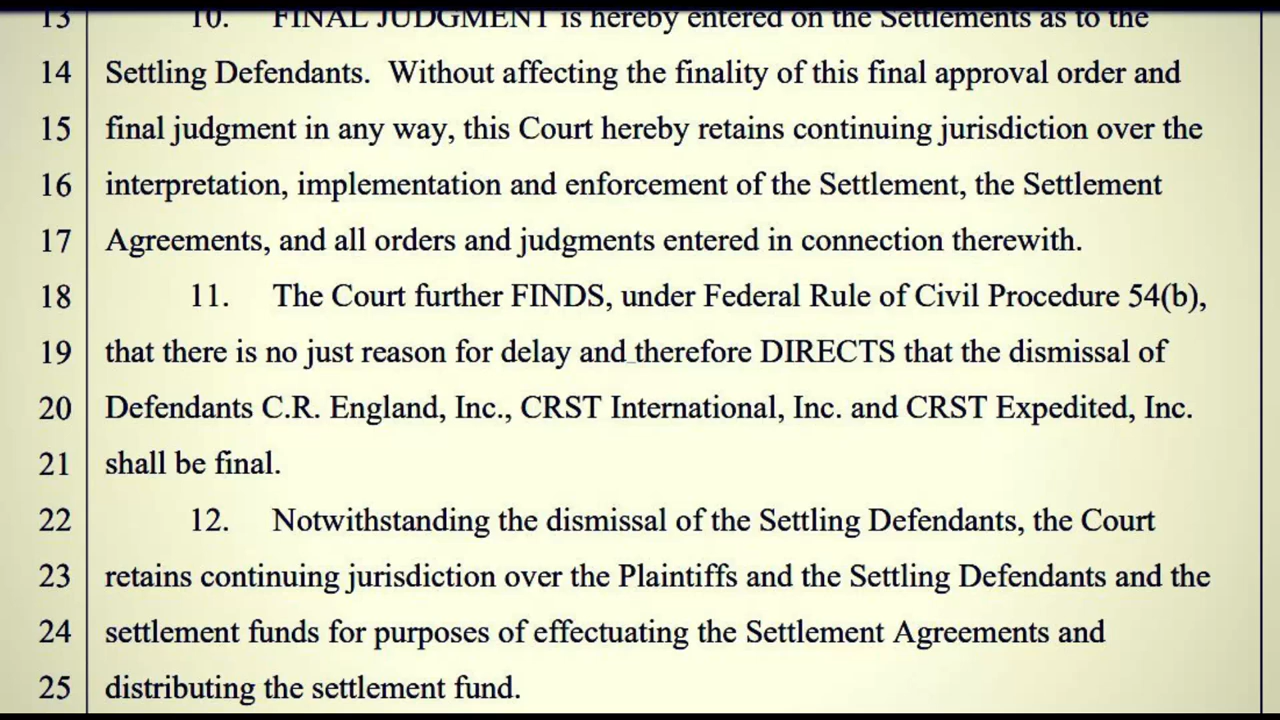 13 10. FINAL JUDGMENT is hereby entered on the Settlements as to the
14 Settling Defendants. Without affecting the finality of this final approval order and
15 final judgment in any way, this Court hereby retains continuing jurisdiction over the
16 interpretation, implementation and enforcement of the Settlement, the Settlement
17 Agreements, and all orders and judgments entered in connection therewith.
18 11. The Court further FINDS, under Federal Rule of Civil Procedure 54(b),
19 that there is no just reason for delay and therefore DIRECTS that the dismissal of
20 Defendants C.R. England, Inc., CRST International, Inc. and CRST Expedited, Inc.
21 shall be final.
22 12. Notwithstanding the dismissal of the Settling Defendants, the Court
23 retains continuing jurisdiction over the Plaintiffs and the Settling Defendants and the
24 settlement funds for purposes of effectuating the Settlement Agreements and
25 distributing the settlement fund.